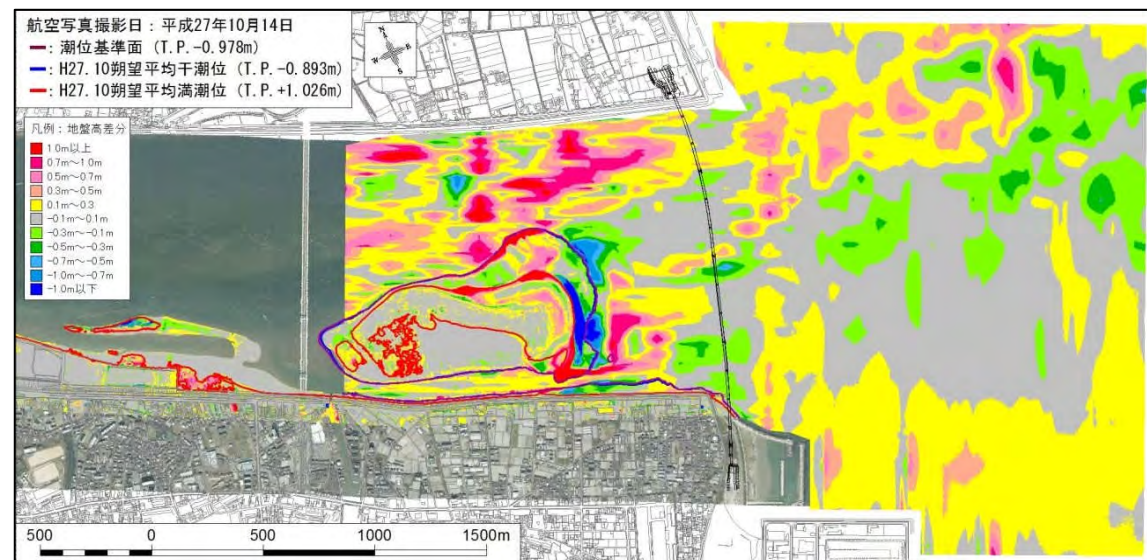 航空写真撮影日：平成27年10月14日
━：潮位基準面 (T.P.-0.978m)
━：H27.10朔望平均干潮位 (T.P.-0.893m)
━：H27.10朔望平均満潮位 (T.P.+1.026m)
N
W
E
S
凡例：地盤高差分
1.0m以上
0.7m～1.0m
0.5m～0.7m
0.3m～0.5m
0.1m～0.3
-0.1m～0.1m
-0.3m～-0.1m
-0.5m～-0.3m
-0.7m～-0.5m
-1.0m～-0.7m
-1.0m以下
500 0 500 1000 1500m